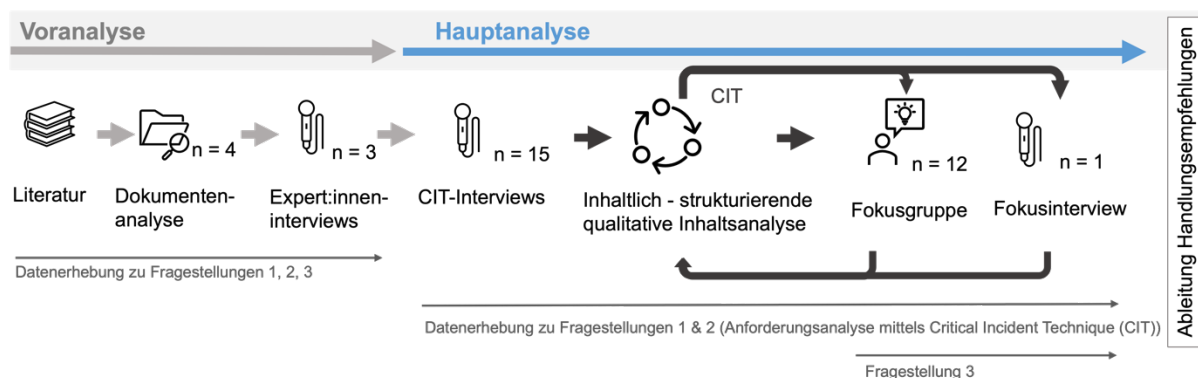 Voranalyse
Hauptanalyse
CIT
n = 4
n = 3
n = 15
n = 12
n = 1
Literatur
Dokumenten-
analyse
Expert:innen-
interviews
CIT-Interviews
Inhaltlich - strukturierende
qualitative Inhaltsanalyse
Fokusgruppe
Fokusinterview
Datenerhebung zu Fragestellungen 1, 2, 3
Datenerhebung zu Fragestellungen 1 & 2 (Anforderungsanalyse mittels Critical Incident Technique (CIT))
Fragestellung 3
Ableitung Handlungsempfehlungen